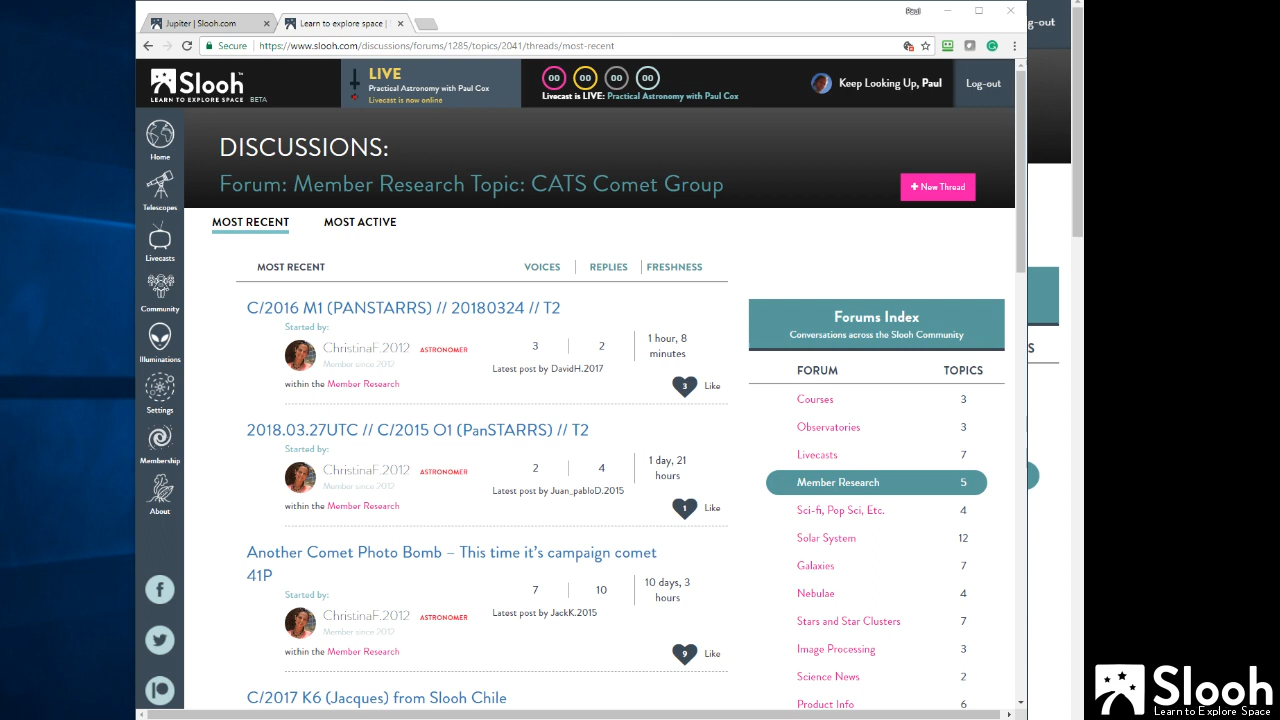 Paul
Jupiter | Slooh.com
Learn to explore space | S
Secure https://www.slooh.com/discussions/forums/1285/topics/2041/threads/most-recent
og-out
Slooh
LEARN TO EXPLORE SPACE BETA
LIVE
Practical Astronomy with Paul Cox
Livecast is now online
00 00 00 00
Livecast is LIVE: Practical Astronomy with Paul Cox
Keep Looking Up, Paul
Log-out
Home
Telescopes
Livecasts
Community
Illuminations
Settings
Membership
About
DISCUSSIONS:
Forum: Member Research Topic: CATS Comet Group
+ New Thread
MOST RECENT MOST ACTIVE
MOST RECENT VOICES REPLIES FRESHNESS
C/2016 M1 (PANSTARRS) // 20180324 // T2
Started by:
ChristinaF.2012 ASTRONOMER
Member since 2012
within the Member Research
3 2
1 hour, 8
minutes
Latest post by DavidH.2017
3 Like
2018.03.27UTC // C/2015 O1 (PanSTARRS) // T2
Started by:
ChristinaF.2012 ASTRONOMER
Member since 2012
within the Member Research
2 4
1 day, 21
hours
Latest post by Juan_pabloD.2015
1 Like
Another Comet Photo Bomb – This time it's campaign comet
41P
Started by:
ChristinaF.2012 ASTRONOMER
Member since 2012
within the Member Research
7 10
10 days, 3
hours
Latest post by JackK.2015
9 Like
C/2017 K6 (Jacques) from Slooh Chile
Forums Index
Conversations across the Slooh Community
FORUM TOPICS
Courses 3
Observatories 3
Livecasts 7
Member Research 5
Sci-fi, Pop Sci, Etc. 4
Solar System 12
Galaxies 7
Nebulae 4
Stars and Star Clusters 7
Image Processing 3
Science News 2
Product Info 6
S
Slooh
Learn to Explore Space